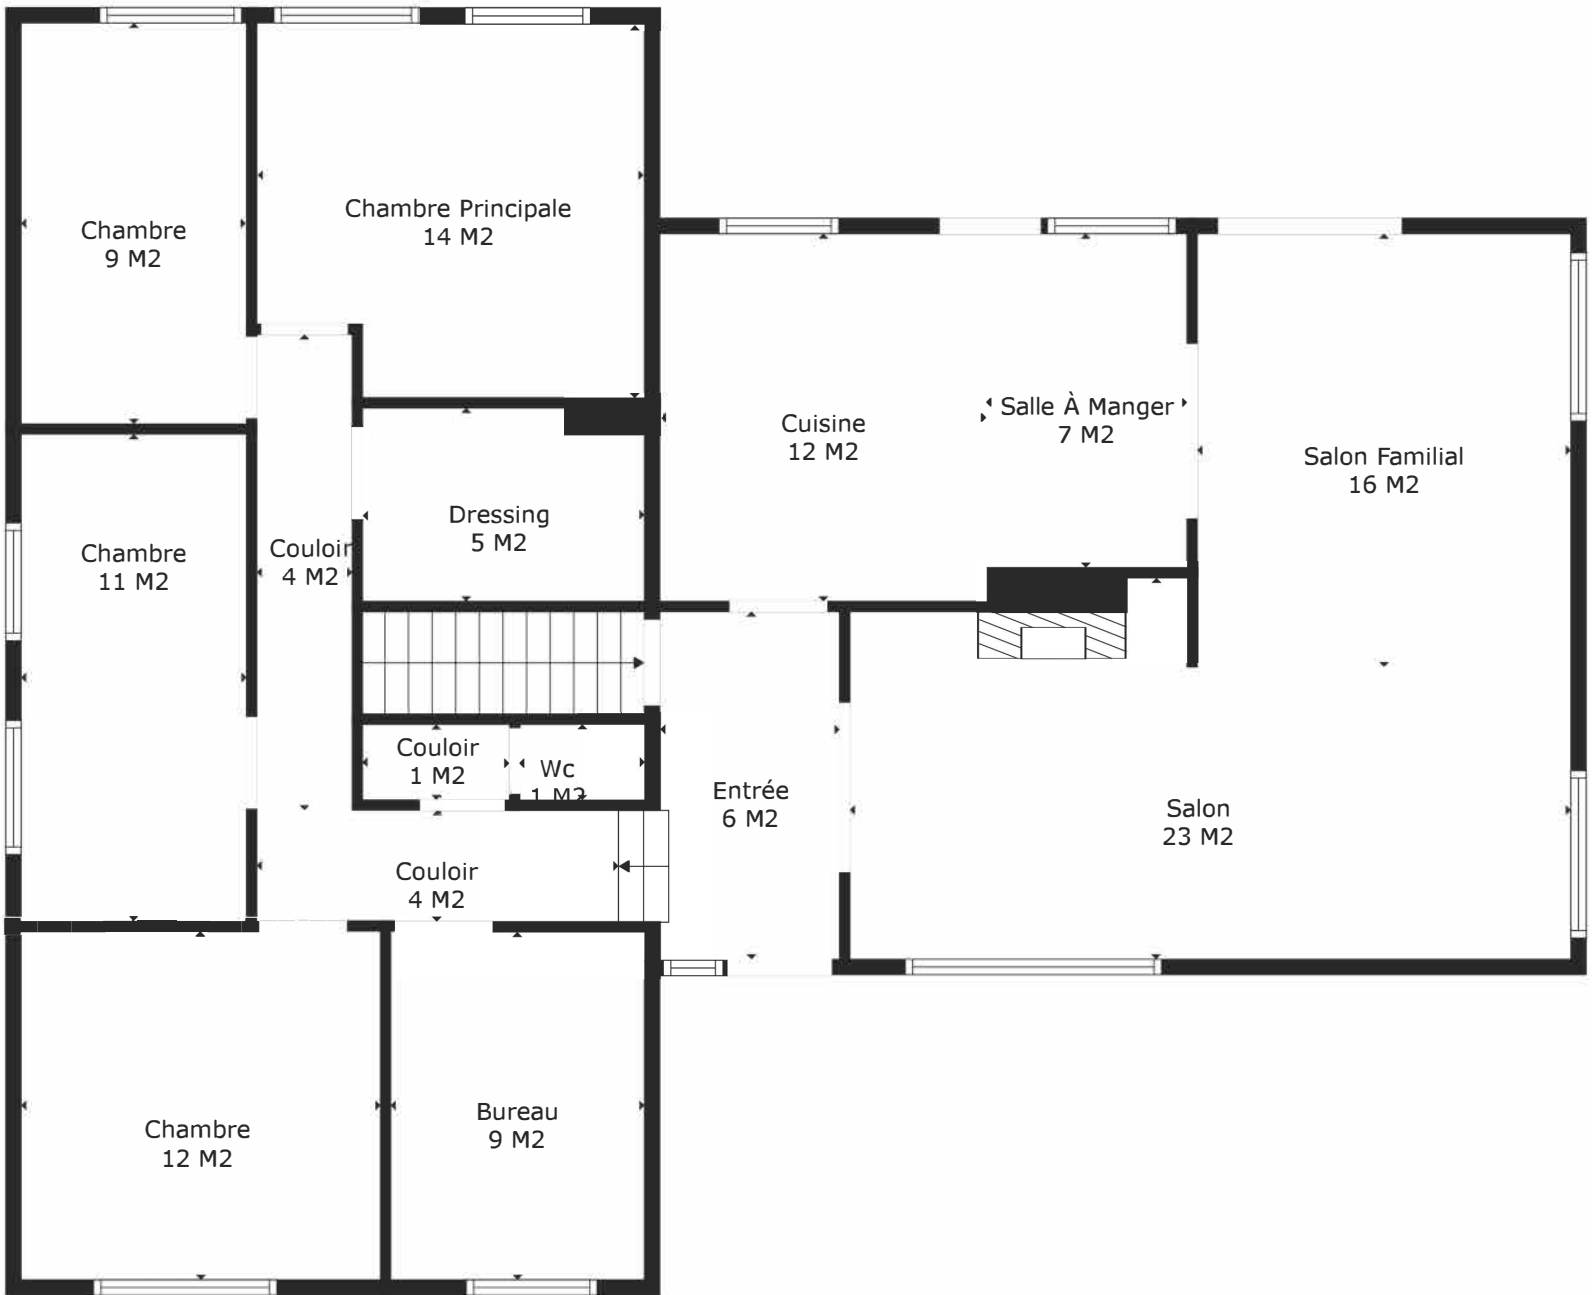 Chambre
9 M2
Chambre Principale
14 M2
Cuisine
12 M2
Salle À Manger
7 M2
Salon Familial
16 M2
Chambre
11 M2
Couloir
4 M2
Dressing
5 M2
Couloir
1 M2
Wc
1 M2
Entrée
6 M2
Salon
23 M2
Couloir
4 M2
Chambre
12 M2
Bureau
9 M2